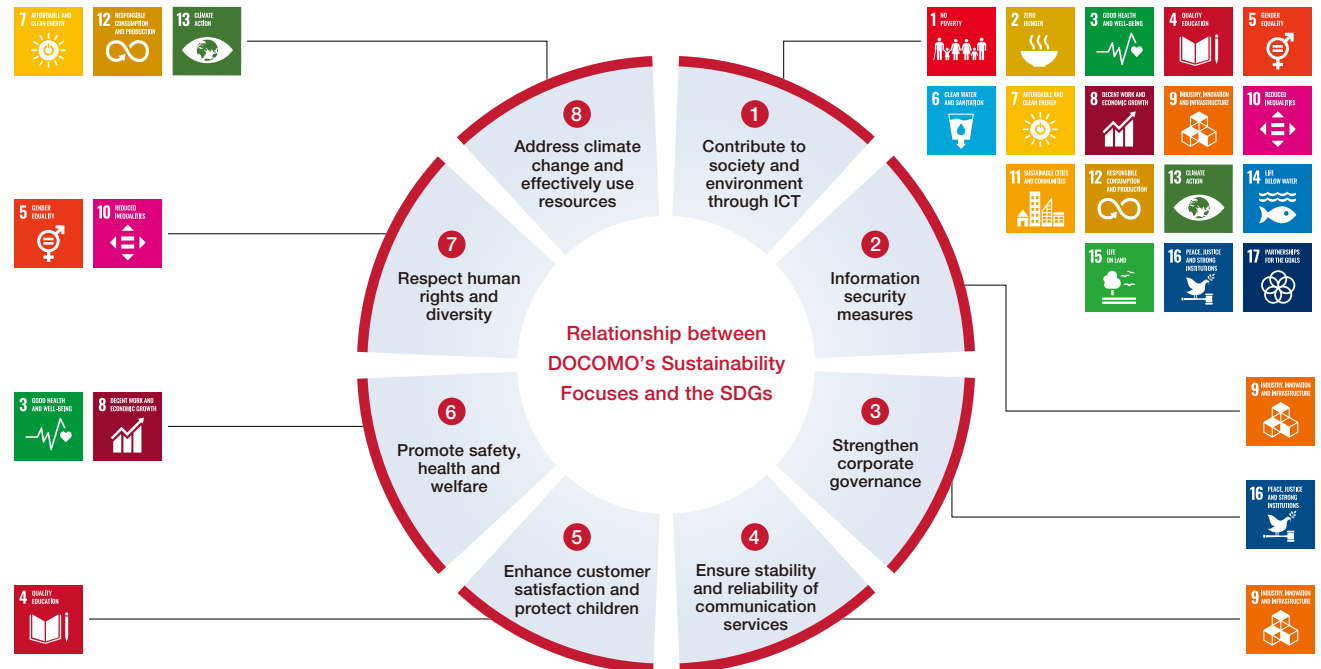 7 AFFORDABLE AND
CLEAN ENERGY
12 RESPONSIBLE
CONSUMPTION
AND PRODUCTION
13 CLIMATE
ACTION
1 NO
POVERTY
2 ZERO
HUNGER
3 GOOD HEALTH
AND WELL-BEING
4 QUALITY
EDUCATION
5 GENDER
EQUALITY
6 CLEAN WATER
AND SANITATION
7 AFFORDABLE AND
CLEAN ENERGY
8 DECENT WORK AND
ECONOMIC GROWTH
9 INDUSTRY, INNOVATION
AND INFRASTRUCTURE
10 REDUCED
INEQUALITIES
11 SUSTAINABLE CITIES
AND COMMUNITIES
12 RESPONSIBLE
CONSUMPTION
AND PRODUCTION
13 CLIMATE
ACTION
14 LIFE
BELOW WATER
15 LIFE
ON LAND
16 PEACE, JUSTICE
AND STRONG
INSTITUTIONS
17 PARTNERSHIPS
FOR THE GOALS
8
Address climate
change and
effectively use
resources
1
Contribute to
society and
environment
through ICT
5 GENDER
EQUALITY
10 REDUCED
INEQUALITIES
7
Respect human
rights and
diversity
2
Information
security
measures
Relationship between
DOCOMO's Sustainability
Focuses and the SDGs
3 GOOD HEALTH
AND WELL-BEING
8 DECENT WORK AND
ECONOMIC GROWTH
6
Promote safety,
health and
welfare
3
Strengthen
corporate
governance
9 INDUSTRY, INNOVATION
AND INFRASTRUCTURE
16 PEACE, JUSTICE
AND STRONG
INSTITUTIONS
4 QUALITY
EDUCATION
5
Enhance customer
satisfaction and
protect children
4
Ensure stability
and reliability of
communication
services
9 INDUSTRY, INNOVATION
AND INFRASTRUCTURE